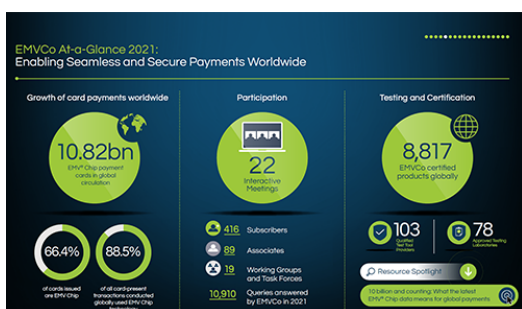 EMVCo At-a-Glance 2021:
Enabling Seamless and Secure Payments Worldwide
Growth of card payments worldwide
10.82bn
EMV® Chip payment
cards in global
circulation
66.4%
of cards issued
are EMV Chip
88.5%
of all card-present
transactions conducted
globally used EMV Chip
Participation
22
Interactive
Meetings
416 Subscribers
89 Associates
19 Working Groups
and Task Forces
10,910 Queries answered
by EMVCo in 2021
Testing and Certification
8,817
EMVCo certified
products globally
103
Qualified
Test Tool
Providers
78
Approved Testing
Laboratories
Resource Spotlight
10 billion and counting: What the latest
EMV® Chip data means for global payments